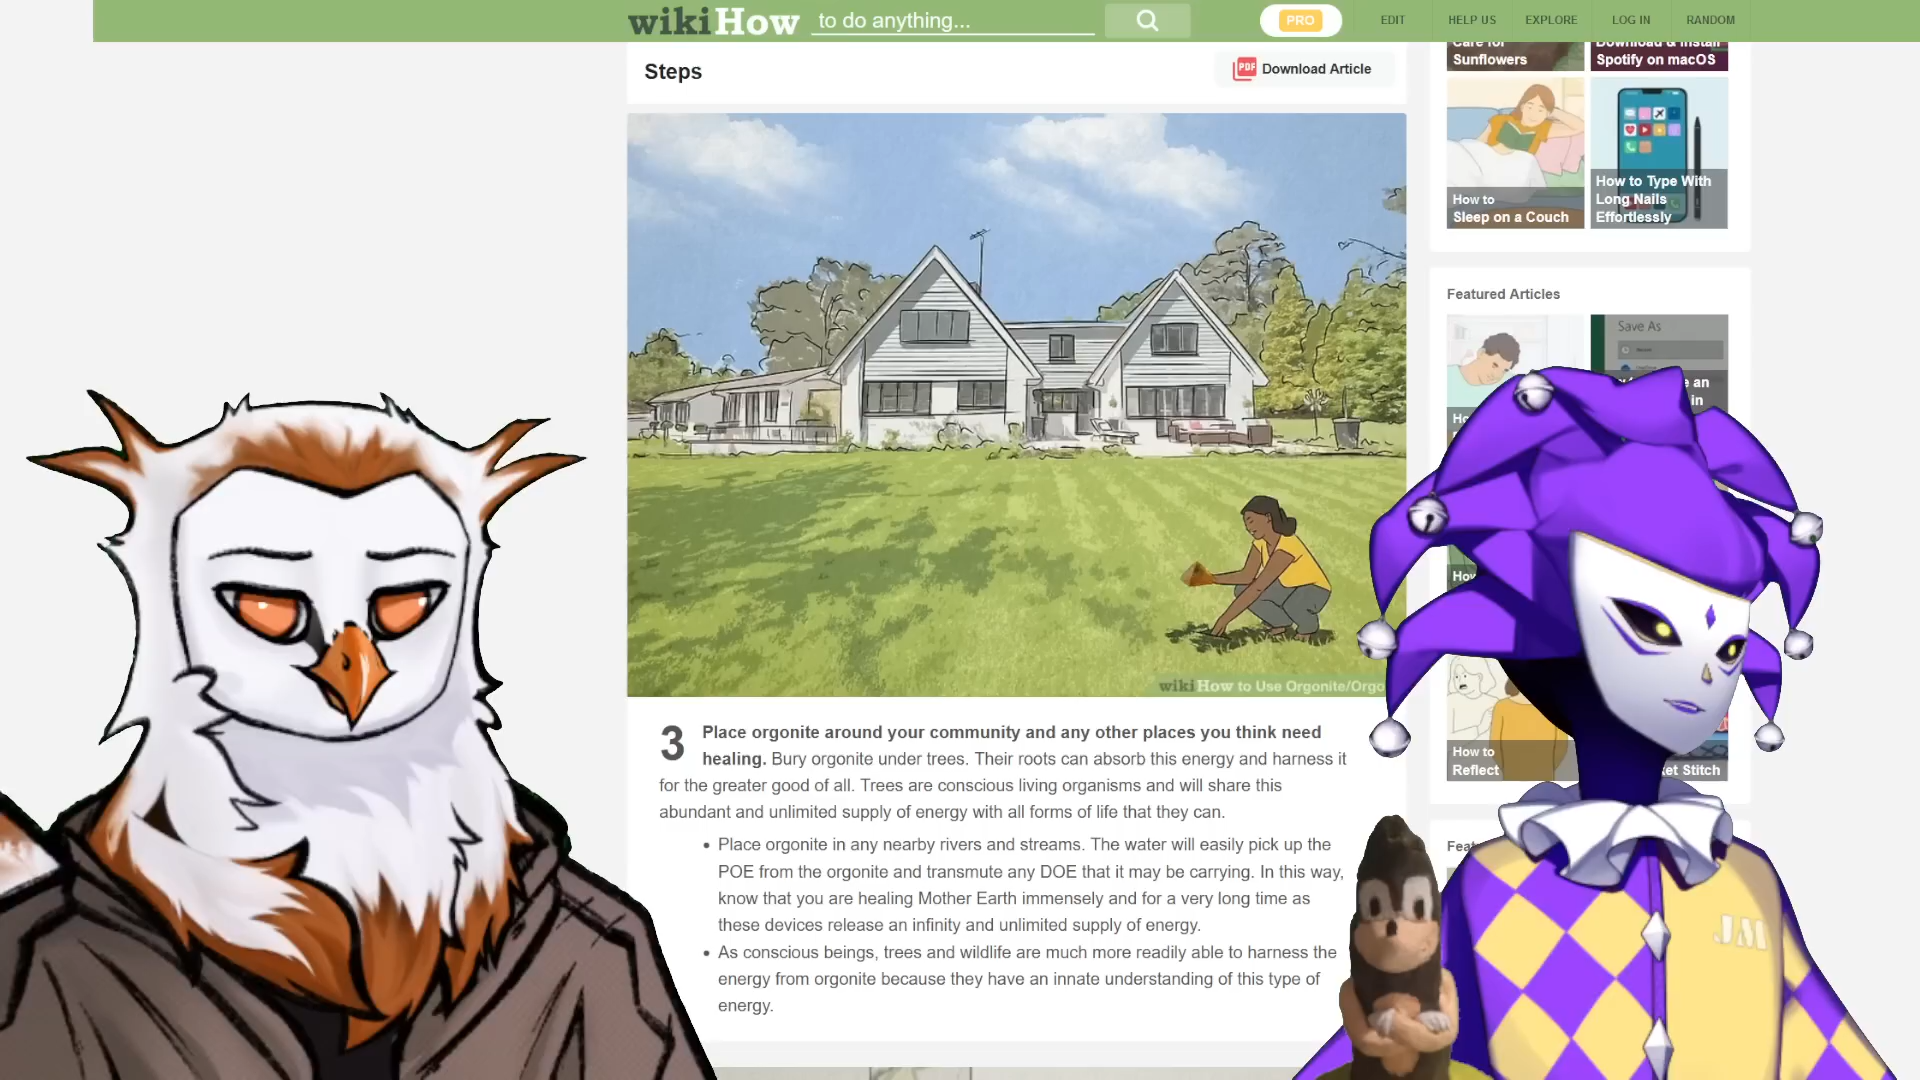 wikiHow to do anything...
PRO
EDIT
HELP US
EXPLORE
LOG IN
RANDOM
Steps
PDF Download Article
Care for
Sunflowers
Download & Install
Spotify on macOS
How to
Sleep on a Couch
How to Type With
Long Nails
Effortlessly
Featured Articles
Save As
an
in
How to
Reflect
Stitch
wikiHow to Use Orgonite/Orgo
3 Place orgonite around your community and any other places you think need
healing. Bury orgonite under trees. Their roots can absorb this energy and harness it
for the greater good of all. Trees are conscious living organisms and will share this
abundant and unlimited supply of energy with all forms of life that they can.
• Place orgonite in any nearby rivers and streams. The water will easily pick up the
POE from the orgonite and transmute any DOE that it may be carrying. In this way,
know that you are healing Mother Earth immensely and for a very long time as
these devices release an infinity and unlimited supply of energy.
• As conscious beings, trees and wildlife are much more readily able to harness the
energy from orgonite because they have an innate understanding of this type of
energy.
JM